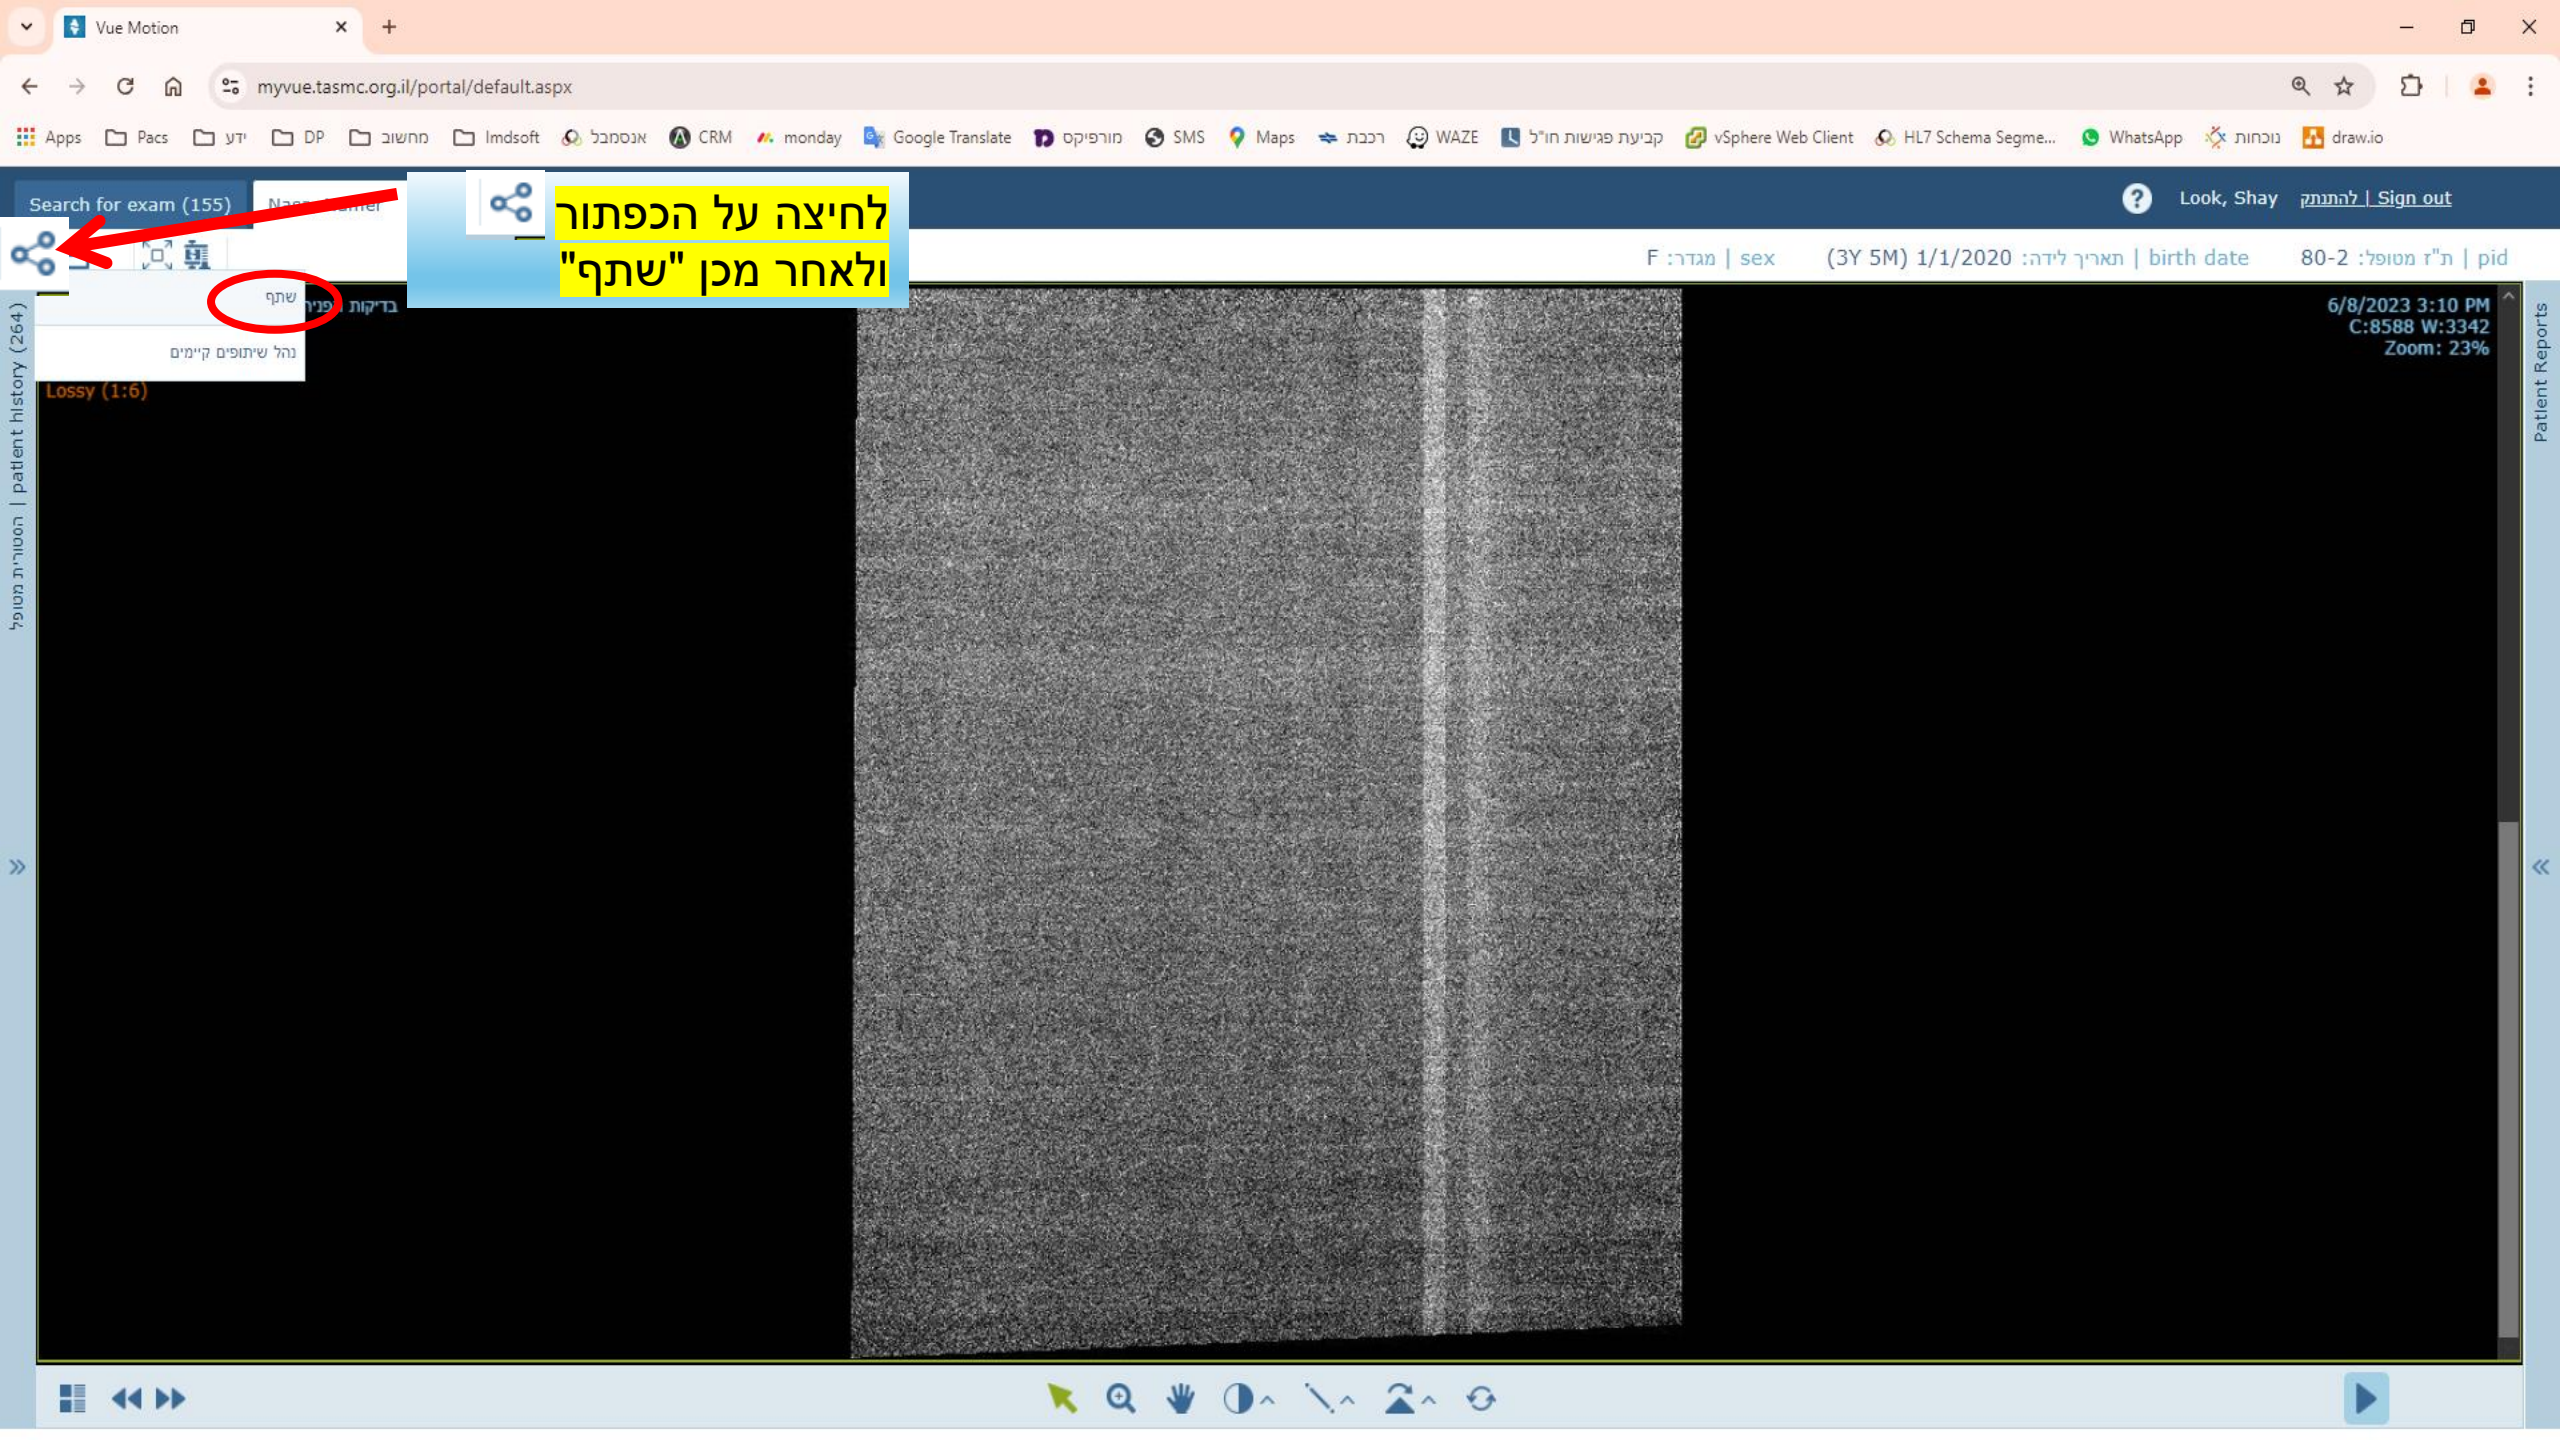 Vue Motion
myvue.tasmc.org.il/portal/default.aspx
Apps Pacs ידע DP מחשוב Imdsoft אנסמבל CRM monday Google Translate מורפיקס SMS Maps רכבת WAZE קביעת פגישות חו"ל vSphere Web Client HL7 Schema Segme... WhatsApp נוכחות draw.io
Search for exam (155)
Look, Shay
להתנתק | Sign out
לחיצה על הכפתור
ולאחר מכן "שתף"
pid | ת"ז מטופל: 80-2
birth date | תאריך לידה: 1/1/2020 (3Y 5M)
sex | מגדר: F
שתף
נהל שיתופים קיימים
בדיקות
Lossy (1:6)
6/8/2023 3:10 PM
C:8588 W:3342
Zoom: 23%
הסטורית מטופל | patient history (264)
Patient Reports